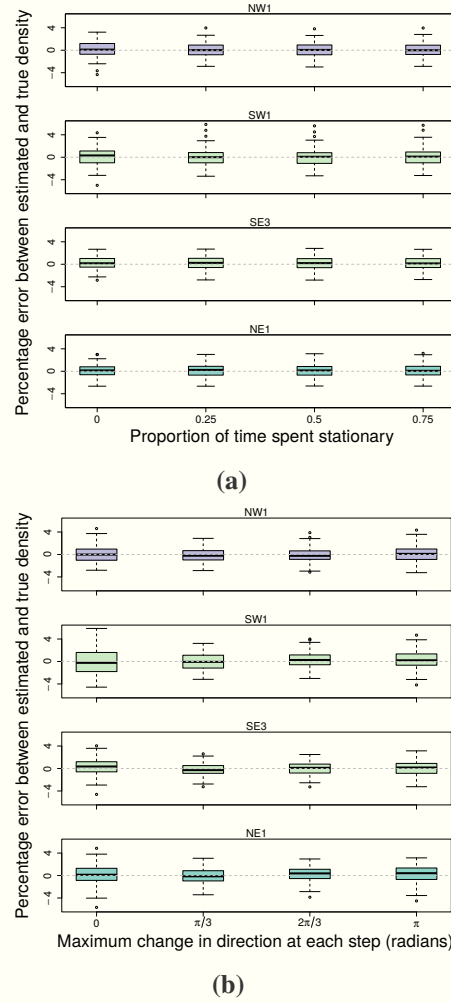 Percentage error between estimated and true density
NW1
4
0
−4
SW1
4
0
−4
SE3
4
0
−4
NE1
4
0
−4
0 0.25 0.5 0.75
Proportion of time spent stationary
(a)
Percentage error between estimated and true density
NW1
4
0
−4
SW1
4
0
−4
SE3
4
0
−4
NE1
4
0
−4
0 π/3 2π/3 π
Maximum change in direction at each step (radians)
(b)